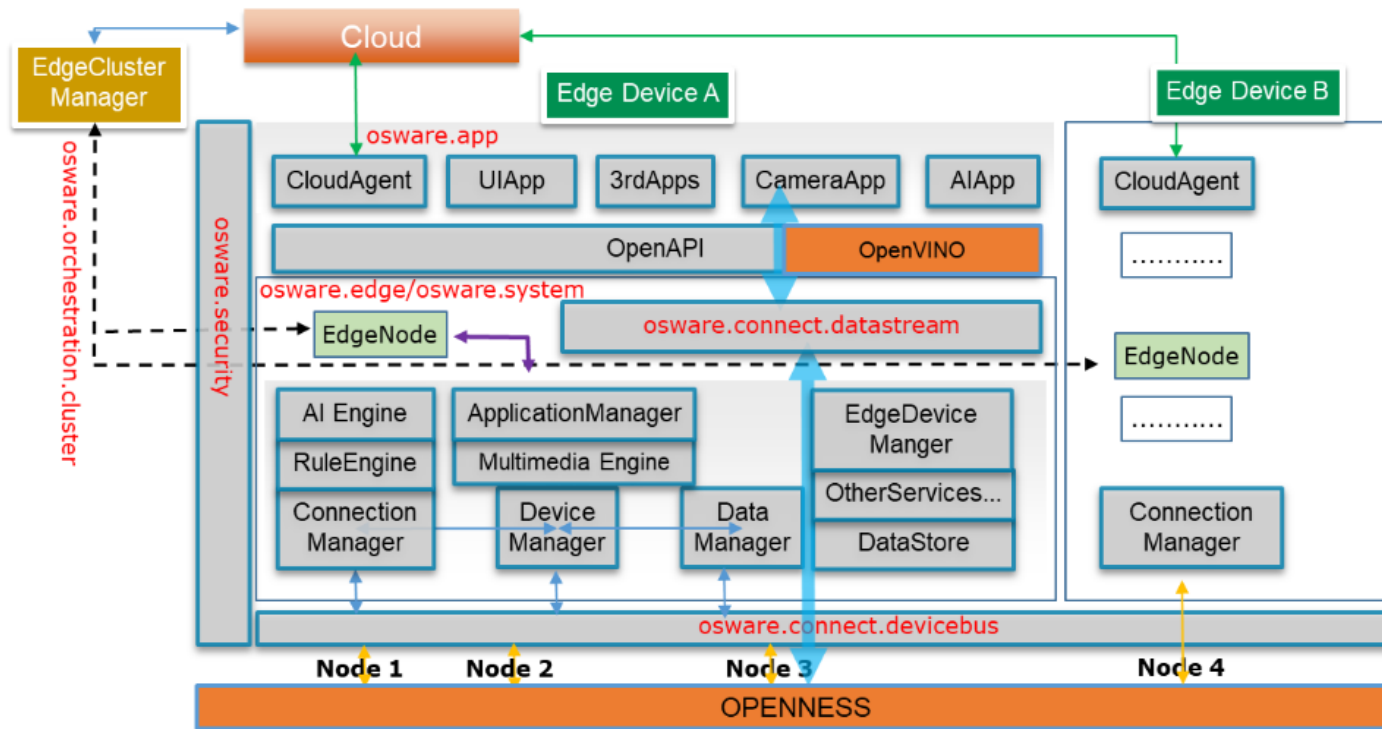 Cloud
EdgeCluster
Manager
Edge Device A
Edge Device B
osware.app
osware.orchestration.cluster
osware.security
CloudAgent
UIApp
3rdApps
CameraApp
AIApp
CloudAgent
OpenAPI
OpenVINO
...........
osware.edge/osware.system
osware.connect.datastream
EdgeNode
EdgeNode
AI Engine
ApplicationManager
EdgeDevice
Manger
...........
RuleEngine
Multimedia Engine
OtherServices...
Connection
Manager
Device
Manager
Data
Manager
DataStore
Connection
Manager
osware.connect.devicebus
Node 1
Node 2
Node 3
Node 4
OPENNESS